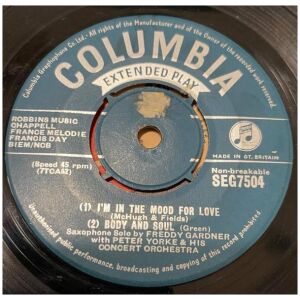 Columbia Graphophone Co. Ltd.
All rights of the Manufacturer and of the Owner of the
COLUMBIA
EXTENDED PLAY
ROBBINS MUSIC
CHAPPELL
FRANCE MELODIE
FRANCIS DAY
BIEM/NCB
MADE IN GT. BRITAIN
(Speed 45 rpm)
(7TCA62)
Non-breakable
SEG7504
(1) I'M IN THE MOOD FOR LOVE
(McHugh & Fields)
(2) BODY AND SOUL (Green)
Saxophone Solo by FREDDY GARDNER
with PETER YORKE & HIS
CONCERT ORCHESTRA
Unauthorised public performance, broadcasting and copying of this record prohibited